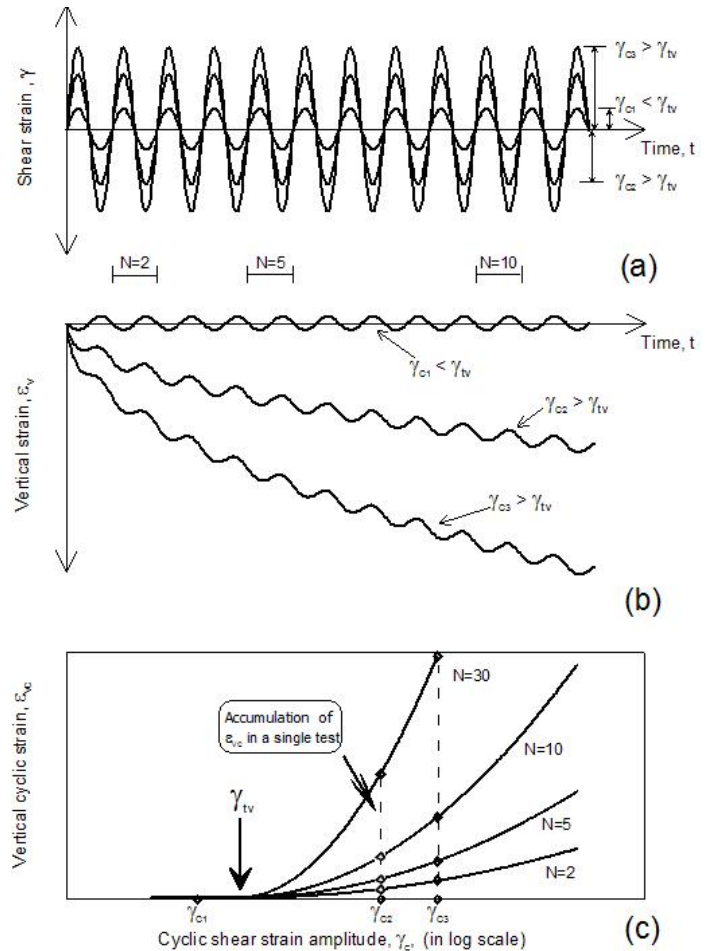 Shear strain , γ
γc3 > γtv
γc1 < γtv
Time, t
γc2 > γtv
(a)
N=2
N=5
N=10
Time, t
γc1 < γtv
γc2 > γtv
γc3 > γtv
Vertical strain, εv
(b)
Vertical cyclic strain, εvc
N=30
Accumulation of
εvc in a single test
N=10
γtv
N=5
N=2
γc1
γc2
γc3
Cyclic shear strain amplitude, γc, (in log scale)
(c)